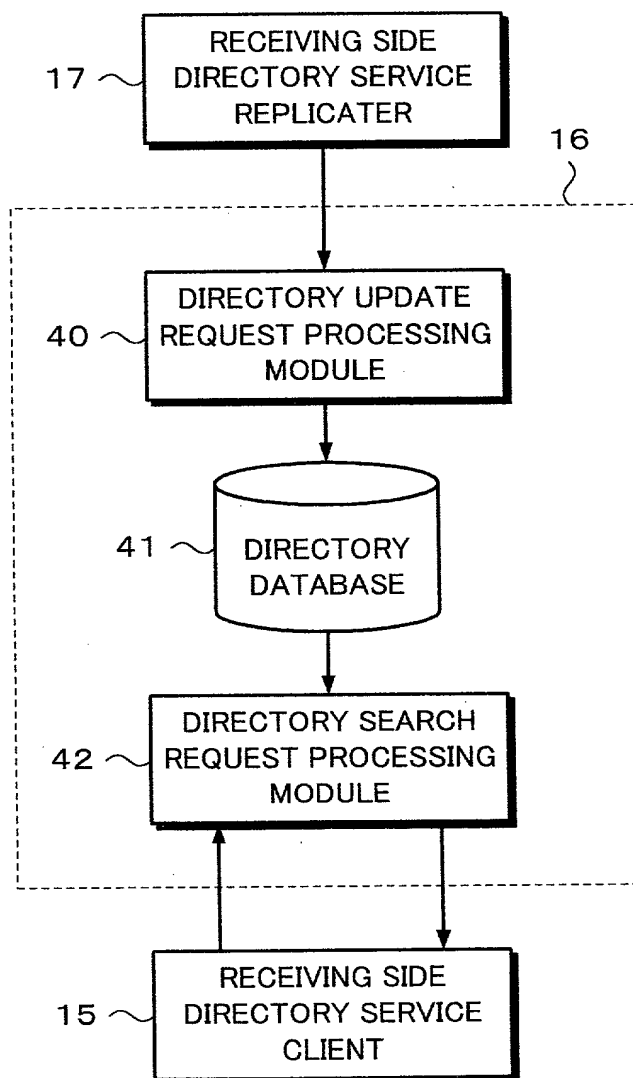 RECEIVING SIDE
DIRECTORY SERVICE
REPLICATER
17
16
DIRECTORY UPDATE
REQUEST PROCESSING
MODULE
40
41
DIRECTORY
DATABASE
DIRECTORY SEARCH
REQUEST PROCESSING
MODULE
42
RECEIVING SIDE
DIRECTORY SERVICE
CLIENT
15